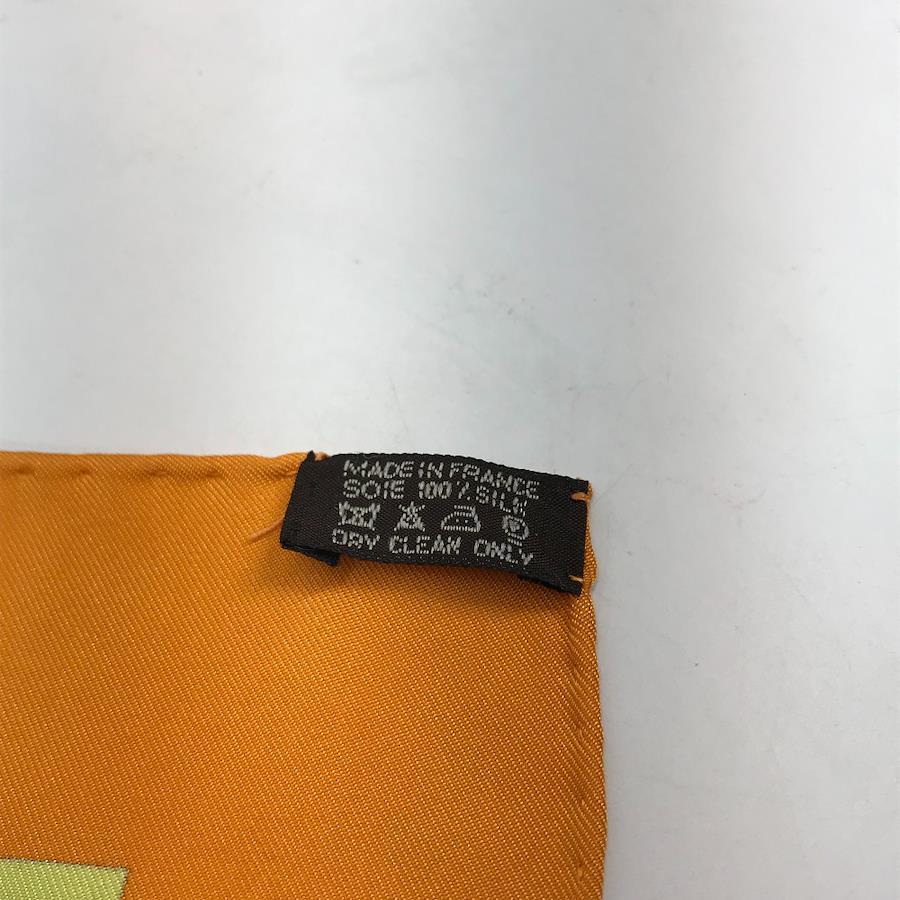 MADE IN FRANCE
SOIE 100% SILK
DRY CLEAN ONLY